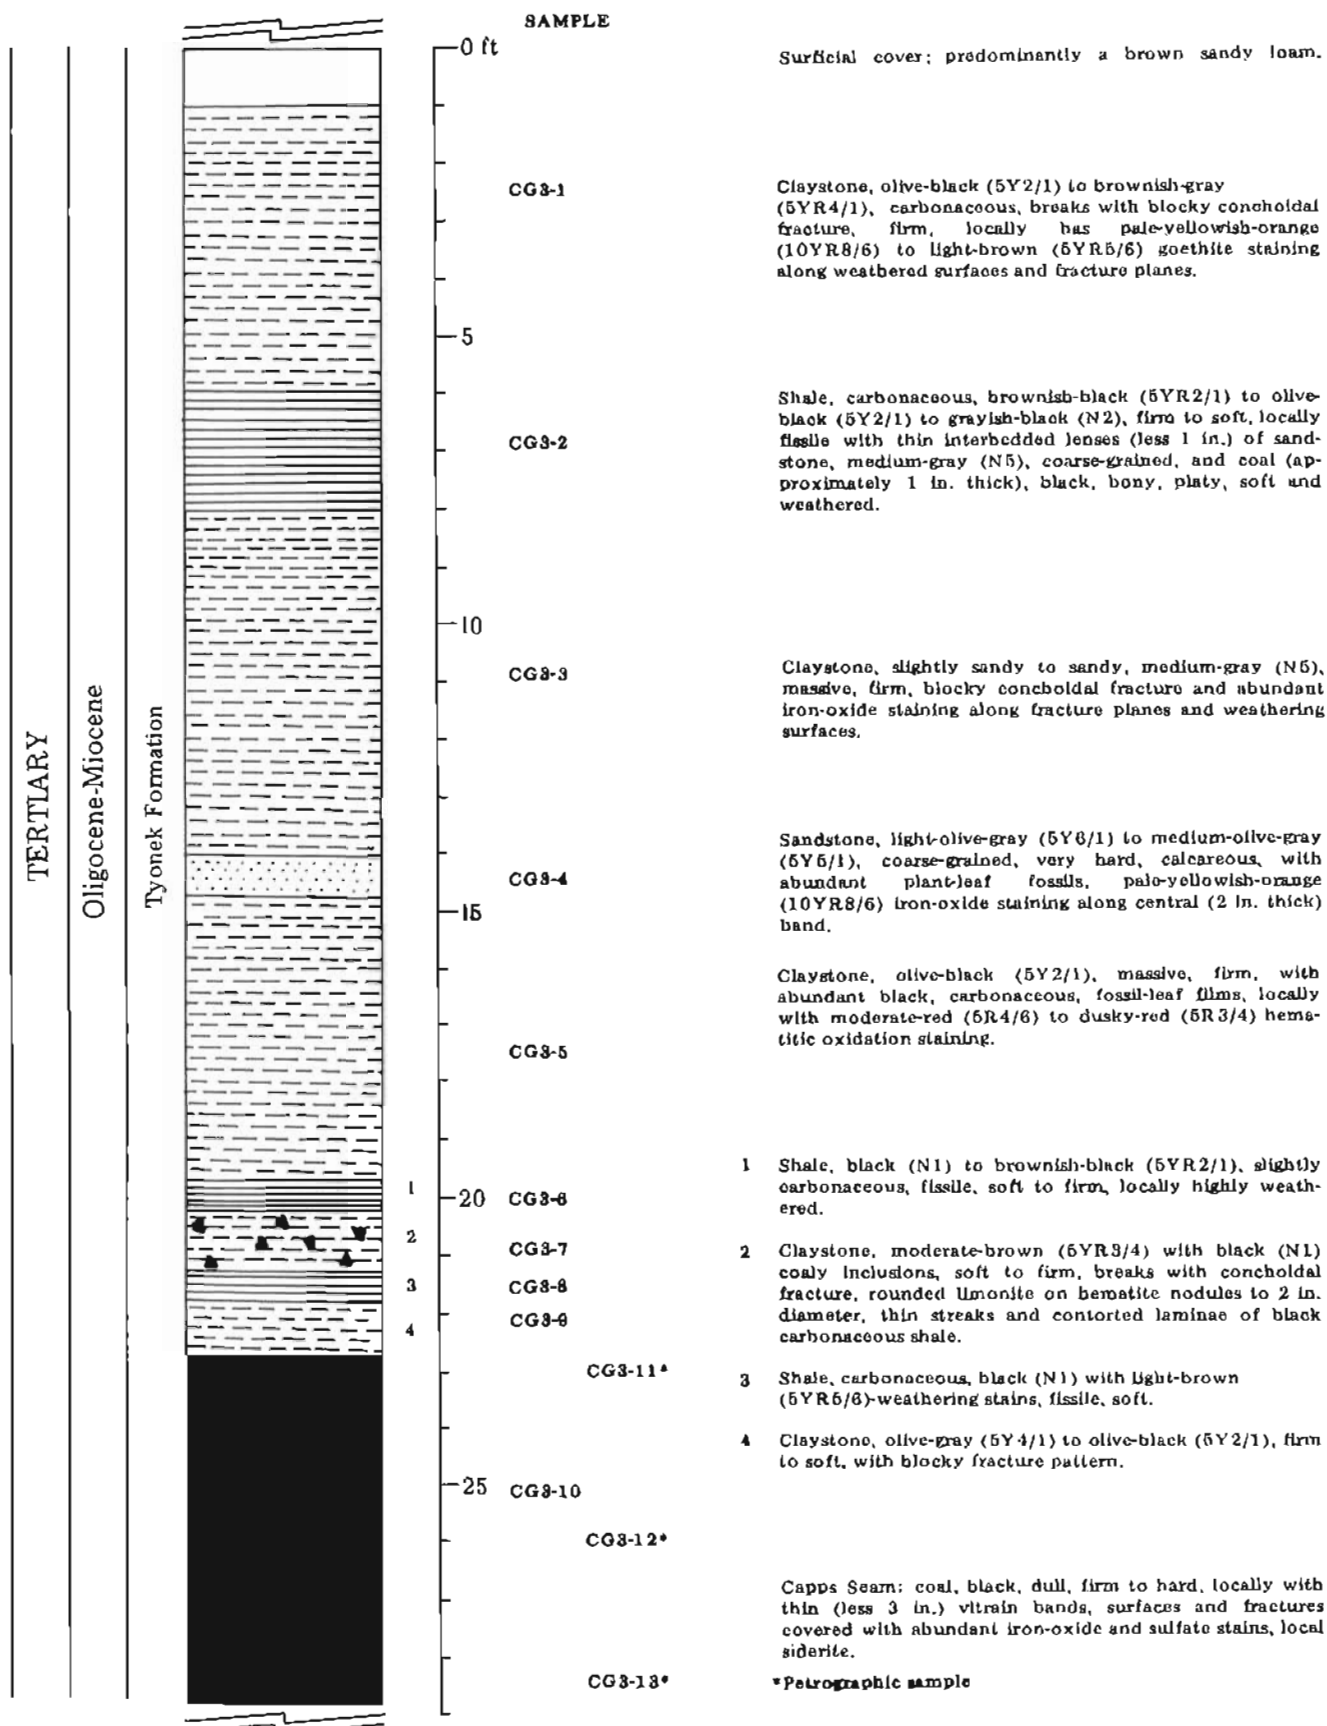 SAMPLE
0 ft
Surficial cover; predominantly a brown sandy loam.
CG3-1
Claystone, olive-black (5Y2/1) to brownish-gray
(5YR4/1), carbonaceous, breaks with blocky conchoidal
fracture, firm, locally has pale-yellowish-orange
(10YR8/6) to light-brown (5YR5/6) goethite staining
along weathered surfaces and fracture planes.
5
CG3-2
Shale, carbonaceous, brownish-black (5YR2/1) to olive-
black (5Y2/1) to grayish-black (N2), firm to soft, locally
fissile with thin interbedded lenses (less 1 in.) of sand-
stone, medium-gray (N5), coarse-grained, and coal (ap-
proximately 1 in. thick), black, bony, platy, soft and
weathered.
10
CG3-3
Claystone, slightly sandy to sandy, medium-gray (N5),
massive, firm, blocky conchoidal fracture and abundant
iron-oxide staining along fracture planes and weathering
surfaces.
TERTIARY
Oligocene-Miocene
Tyonek Formation
CG3-4
Sandstone, light-olive-gray (5Y6/1) to medium-olive-gray
(5Y5/1), coarse-grained, very hard, calcareous, with
abundant plant-leaf fossils, pale-yellowish-orange
(10YR8/6) iron-oxide staining along central (2 in. thick)
band.
15
Claystone, olive-black (5Y2/1), massive, firm, with
abundant black, carbonaceous, fossil-leaf films, locally
with moderate-red (5R4/6) to dusky-red (5R3/4) hema-
titic oxidation staining.
CG3-5
1
20
CG3-6
1 Shale, black (N1) to brownish-black (5YR2/1), slightly
carbonaceous, fissile, soft to firm, locally highly weath-
ered.
2
CG3-7
2 Claystone, moderate-brown (5YR3/4) with black (N1)
coaly inclusions, soft to firm, breaks with conchoidal
fracture, rounded limonite on hematite nodules to 2 in.
diameter, thin streaks and contorted laminae of black
carbonaceous shale.
3
CG3-8
4
CG3-9
CG3-11*
3 Shale, carbonaceous, black (N1) with light-brown
(5YR5/6)-weathering stains, fissile, soft.
4 Claystone, olive-gray (5Y4/1) to olive-black (5Y2/1), firm
to soft, with blocky fracture pattern.
25
CG3-10
CG3-12*
Capps Seam: coal, black, dull, firm to hard, locally with
thin (less 3 in.) vitrain bands, surfaces and fractures
covered with abundant iron-oxide and sulfate stains, local
siderite.
CG3-13*
*Petrographic sample